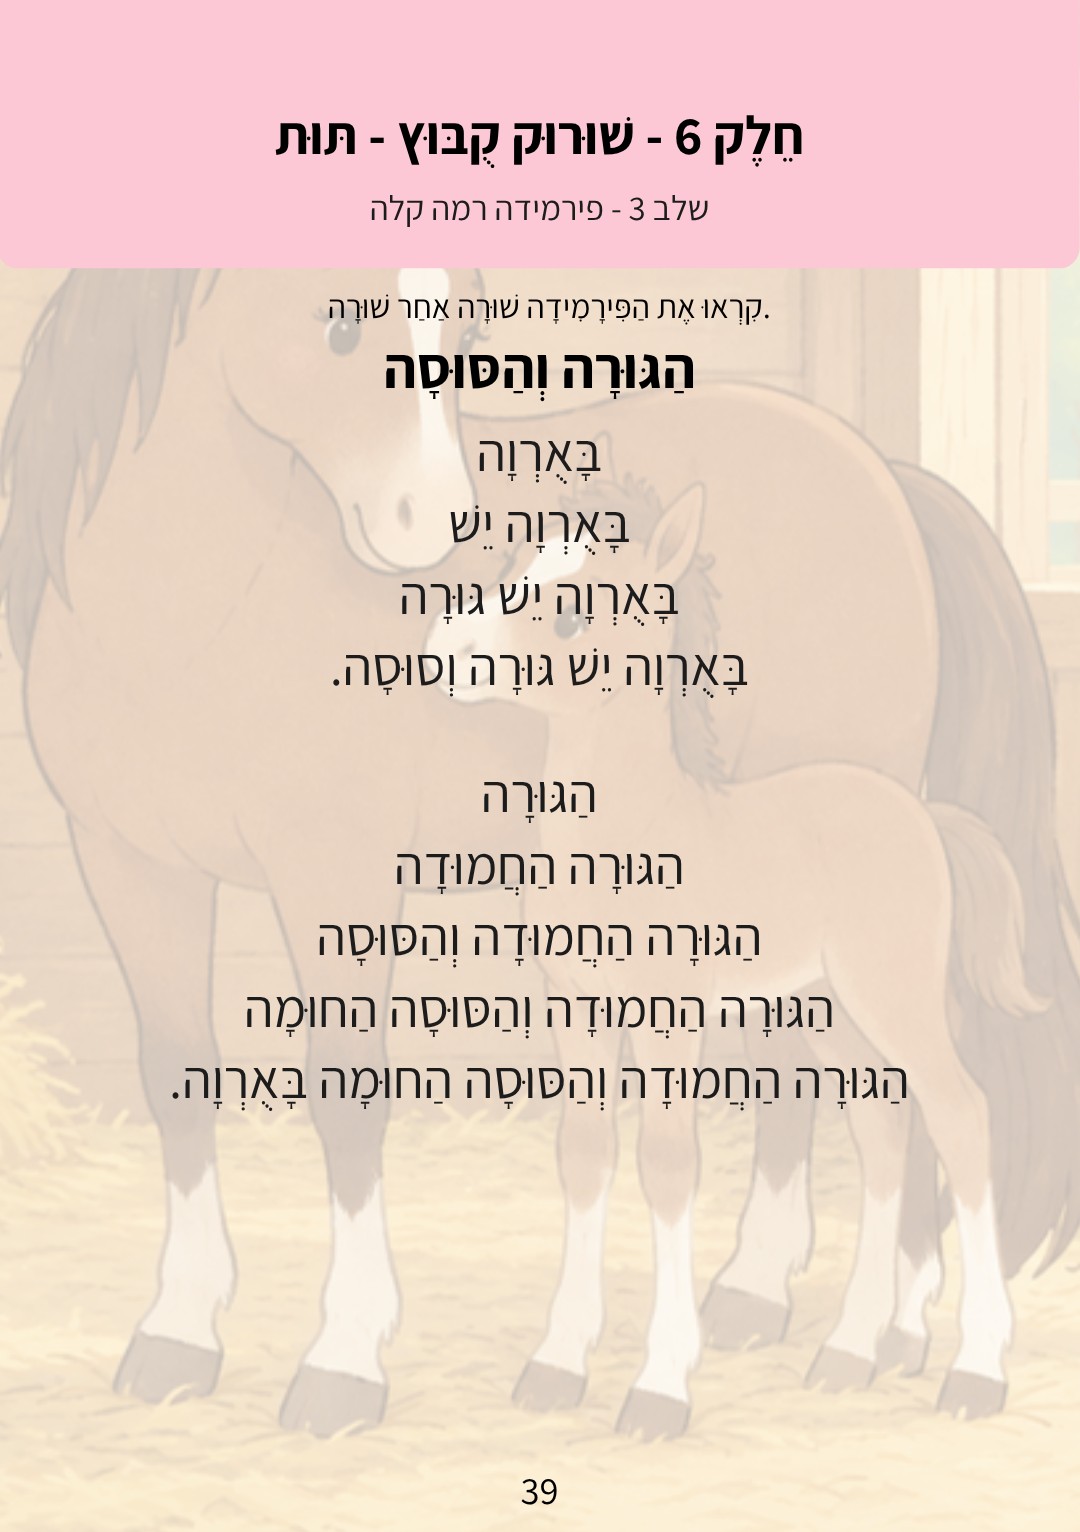 חֵלֶק 6 - שׁוּרוּק קֻבּוּץ - תּוּת
שלב 3 - פירמידה רמה קלה
קִרְאוּ אֶת הַפִּירָמִידָה שׁוּרָה אַחַר שׁוּרָה.
הַגּוּרָה וְהַסּוּסָה
בָּאֻרְוָה
בָּאֻרְוָה יֵשׁ
בָּאֻרְוָה יֵשׁ גּוּרָה
בָּאֻרְוָה יֵשׁ גּוּרָה וְסוּסָה.
הַגּוּרָה
הַגּוּרָה הַחֲמוּדָה
הַגּוּרָה הַחֲמוּדָה וְהַסּוּסָה
הַגּוּרָה הַחֲמוּדָה וְהַסּוּסָה הַחוּמָה
הַגּוּרָה הַחֲמוּדָה וְהַסּוּסָה הַחוּמָה בָּאֻרְוָה.
39